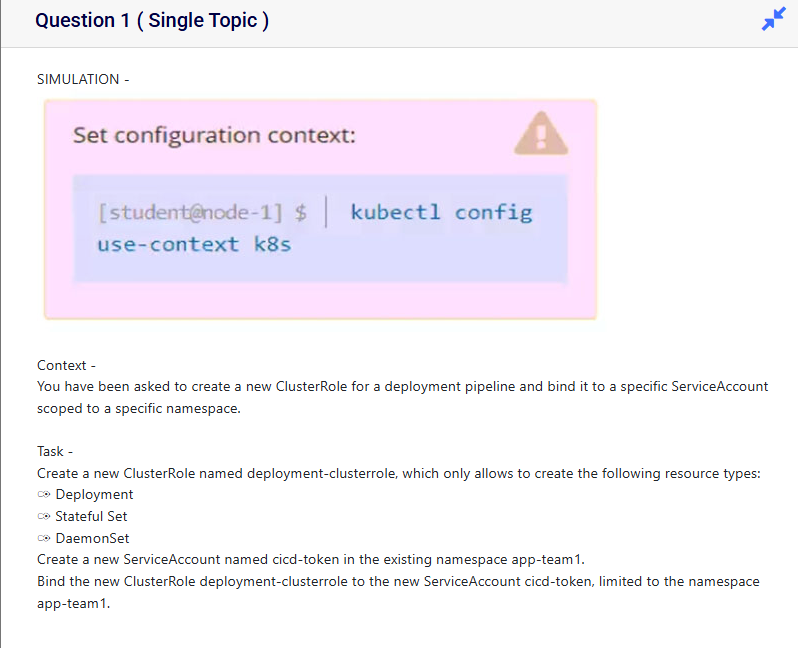 Question 1 ( Single Topic )
SIMULATION -
Set configuration context:
[student@node-1] $ | kubectl config
use-context k8s
Context -
You have been asked to create a new ClusterRole for a deployment pipeline and bind it to a specific ServiceAccount
scoped to a specific namespace.
Task -
Create a new ClusterRole named deployment-clusterrole, which only allows to create the following resource types:
Deployment
Stateful Set
DaemonSet
Create a new ServiceAccount named cicd-token in the existing namespace app-team1.
Bind the new ClusterRole deployment-clusterrole to the new ServiceAccount cicd-token, limited to the namespace
app-team1.